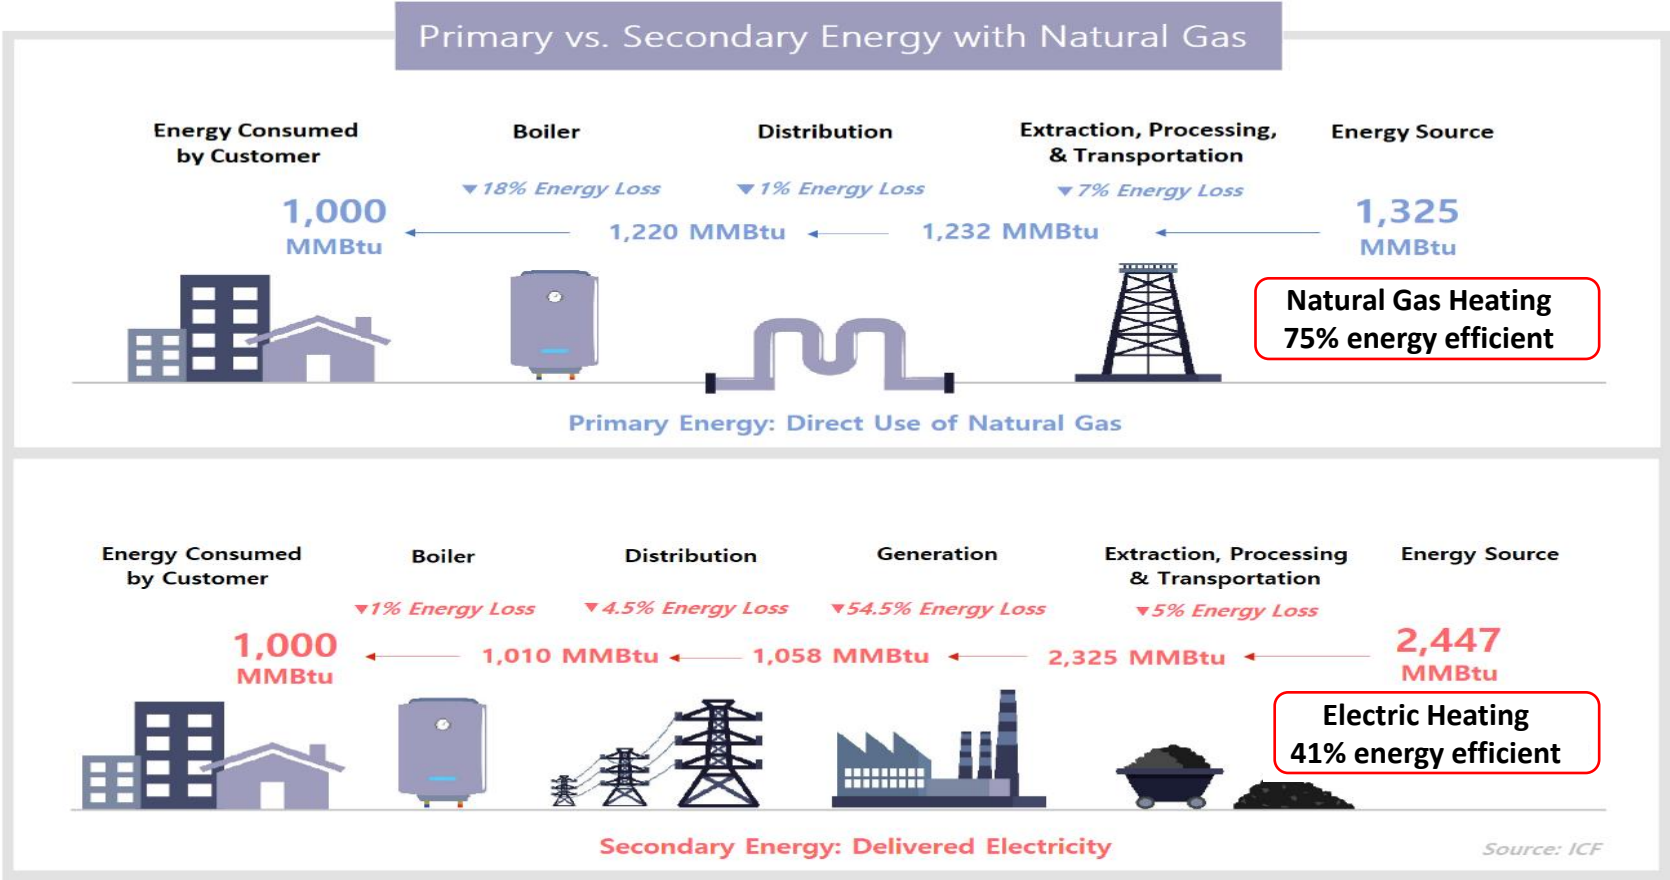 Primary vs. Secondary Energy with Natural Gas
Energy Consumed
by Customer
Boiler
Distribution
Extraction, Processing,
& Transportation
Energy Source
▼18% Energy Loss
▼1% Energy Loss
▼7% Energy Loss
1,000
MMBtu
1,220 MMBtu
1,232 MMBtu
1,325
MMBtu
Natural Gas Heating
75% energy efficient
Primary Energy: Direct Use of Natural Gas
Energy Consumed
by Customer
Boiler
Distribution
Generation
Extraction, Processing
& Transportation
Energy Source
▼1% Energy Loss
▼4.5% Energy Loss
▼54.5% Energy Loss
▼5% Energy Loss
1,000
MMBtu
1,010 MMBtu
1,058 MMBtu
2,325 MMBtu
2,447
MMBtu
Electric Heating
41% energy efficient
Secondary Energy: Delivered Electricity
Source: ICF